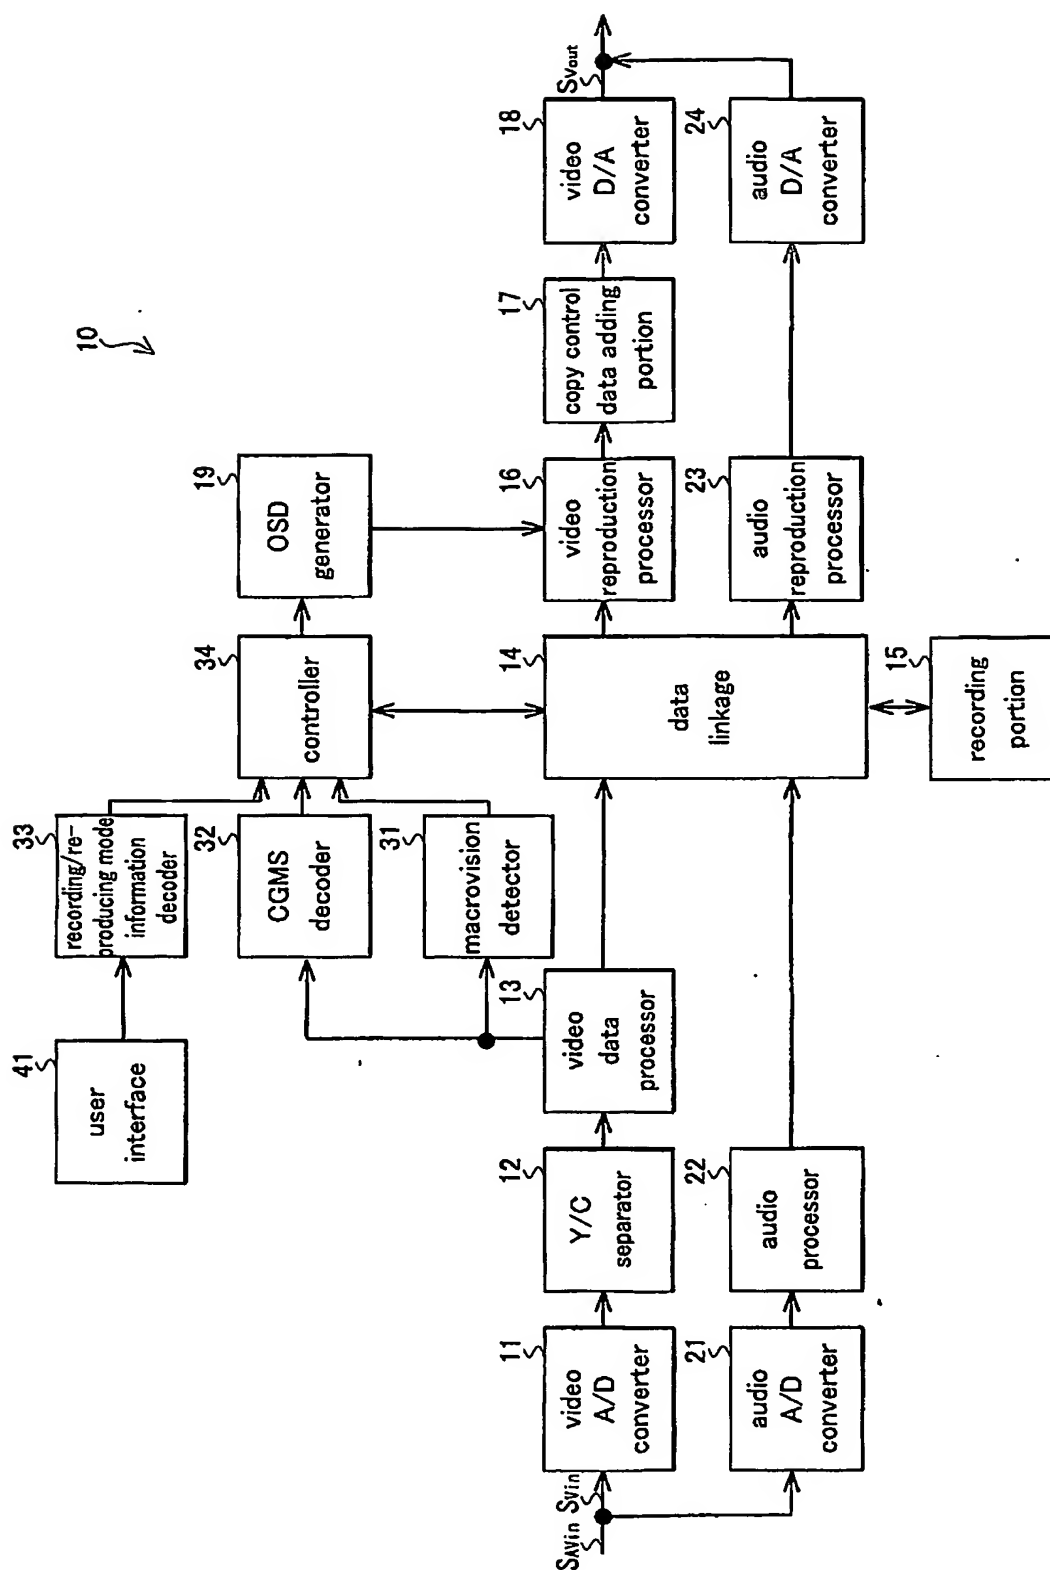 10
41
user
interface
33
recording/re-
producing mode
information
decoder
32
CGMS
decoder
31
macrovision
detector
34
controller
19
OSD
generator
SAVin
SVin
11
video
A/D
converter
12
Y/C
separator
13
video
data
processor
14
data
linkage
16
video
reproduction
processor
17
copy control
data adding
portion
18
video
D/A
converter
SVout
21
audio
A/D
converter
22
audio
processor
23
audio
reproduction
processor
24
audio
D/A
converter
15
recording
portion